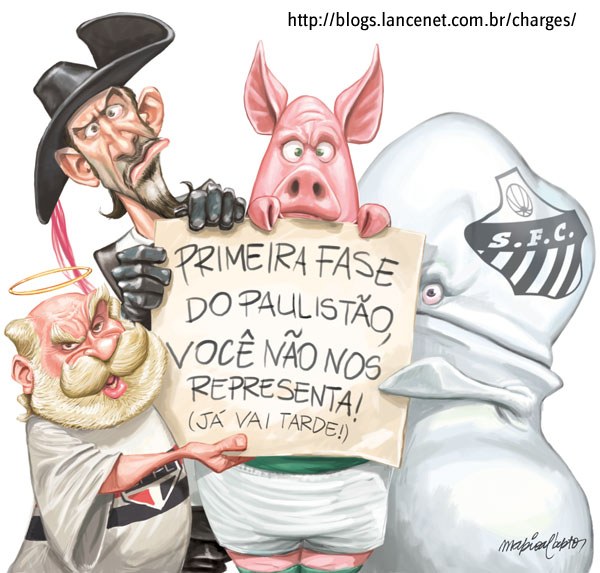 http://blogs.lancenet.com.br/charges/
PRIMEIRA FASE
DO PAULISTÃO,
VOCÊ NÃO NOS
REPRESENTA!
(JÁ VAI TARDE!)
S.F.C.